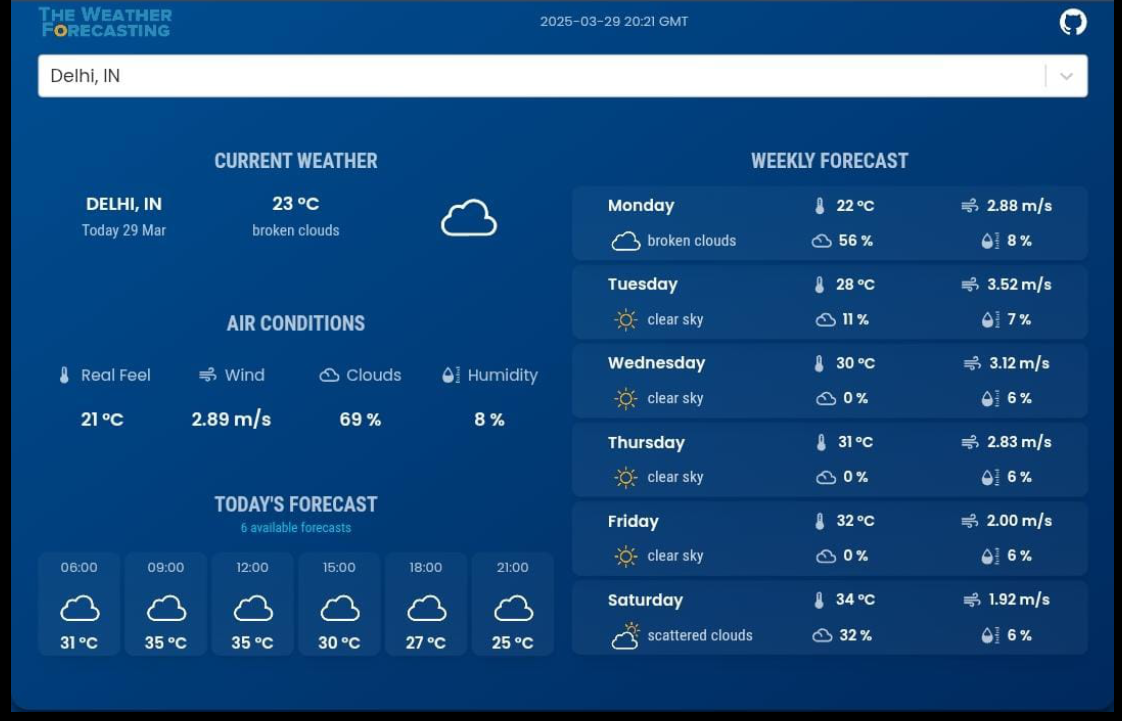 THE WEATHER
FORECASTING
2025-03-29 20:21 GMT
Delhi, IN
CURRENT WEATHER
DELHI, IN
Today 29 Mar
23 °C
broken clouds
AIR CONDITIONS
Real Feel Wind Clouds Humidity
21 °C 2.89 m/s 69 % 8 %
TODAY'S FORECAST
6 available forecasts
06:00 09:00 12:00 15:00 18:00 21:00
31 °C 35 °C 35 °C 30 °C 27 °C 25 °C
WEEKLY FORECAST
Monday 22 °C 2.88 m/s
broken clouds 56 % 8 %
Tuesday 28 °C 3.52 m/s
clear sky 11 % 7 %
Wednesday 30 °C 3.12 m/s
clear sky 0 % 6 %
Thursday 31 °C 2.83 m/s
clear sky 0 % 6 %
Friday 32 °C 2.00 m/s
clear sky 0 % 6 %
Saturday 34 °C 1.92 m/s
scattered clouds 32 % 6 %